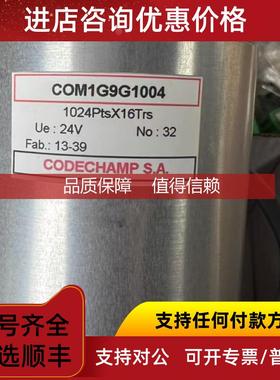 进店咨询优惠价
COM1G9G1004
1024PtsX16Trs
Ue : 24V
No : 32
Fab.: 13-39
CODECHAMP S.A.
品质保障 值得信赖
号齐全
选顺丰
支持任何付款方式
支持对公 可开专票